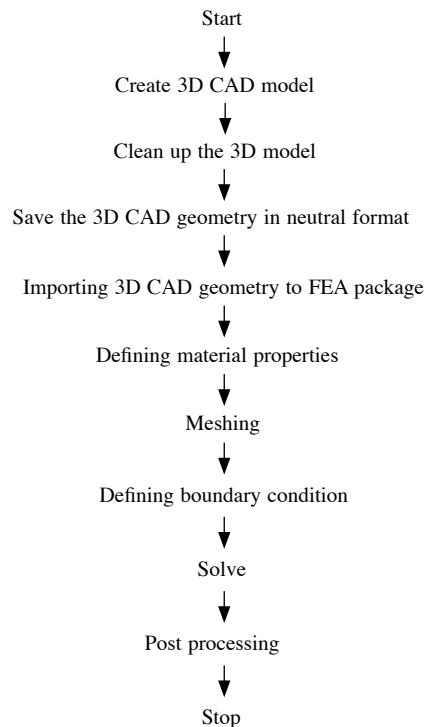 Start
Create 3D CAD model
Clean up the 3D model
Save the 3D CAD geometry in neutral format
Importing 3D CAD geometry to FEA package
Defining material properties
Meshing
Defining boundary condition
Solve
Post processing
Stop